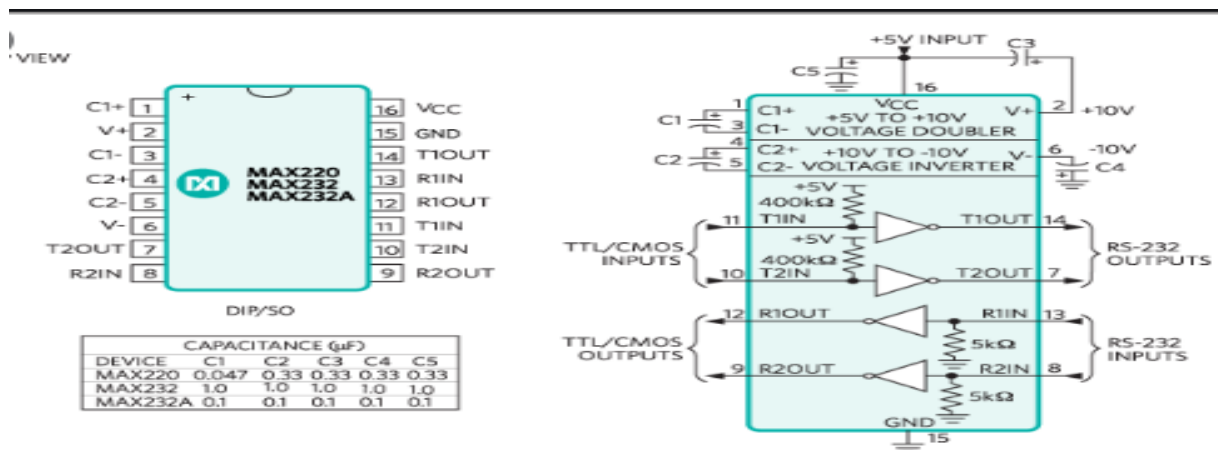 VIEW
C1+ 1
V+ 2
C1- 3
C2+ 4
C2- 5
V- 6
T2OUT 7
R2IN 8
+
MAX220
MAX232
MAX232A
16 VCC
15 GND
14 T1OUT
13 R1IN
12 R1OUT
11 T1IN
10 T2IN
9 R2OUT
DIP/SO
CAPACITANCE (µF)
DEVICE C1 C2 C3 C4 C5
MAX220 0.047 0.33 0.33 0.33 0.33
MAX232 1.0 1.0 1.0 1.0 1.0
MAX232A 0.1 0.1 0.1 0.1 0.1
+5V INPUT C3
C5 + +
16
1 C1+ VCC V+ 2 +10V
C1 + +5V TO +10V
3 C1- VOLTAGE DOUBLER
4 C2+ +10V TO -10V V- 6 -10V
C2 +
5 C2- VOLTAGE INVERTER + C4
+5V
400kΩ
11 T1IN T1OUT 14
+5V
TTL/CMOS INPUTS
RS-232 OUTPUTS
400kΩ
10 T2IN T2OUT 7
12 R1OUT R1IN 13
TTL/CMOS OUTPUTS
5kΩ
RS-232 INPUTS
9 R2OUT R2IN 8
5kΩ
GND
15